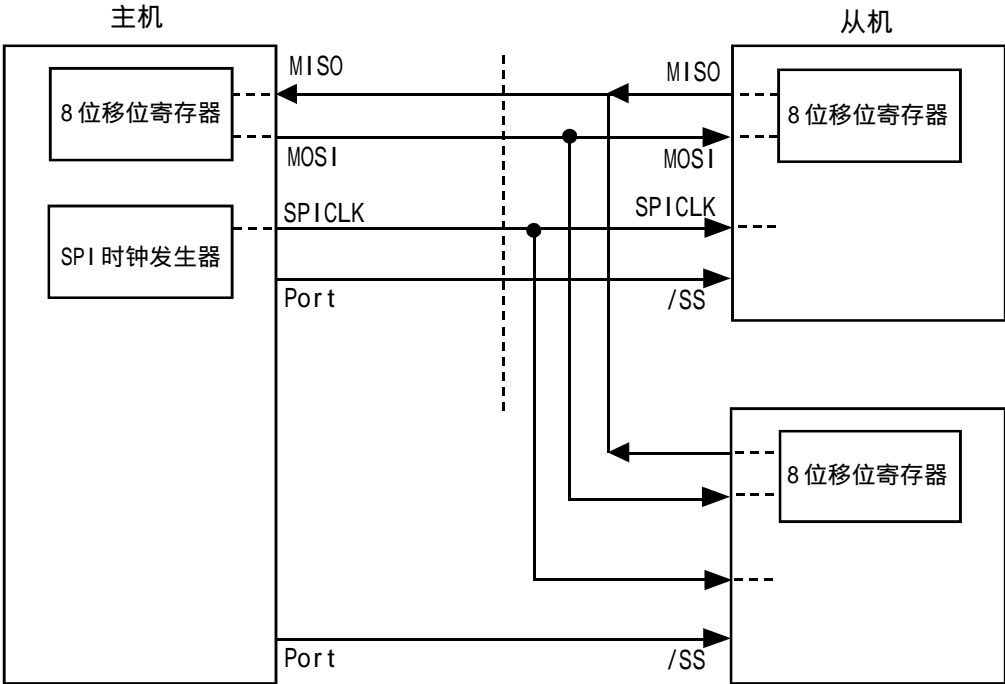 主机
从机
MISO
MISO
8位移位寄存器
8位移位寄存器
MOSI
MOSI
SPICLK
SPICLK
SPI时钟发生器
Port
/SS
8位移位寄存器
Port
/SS